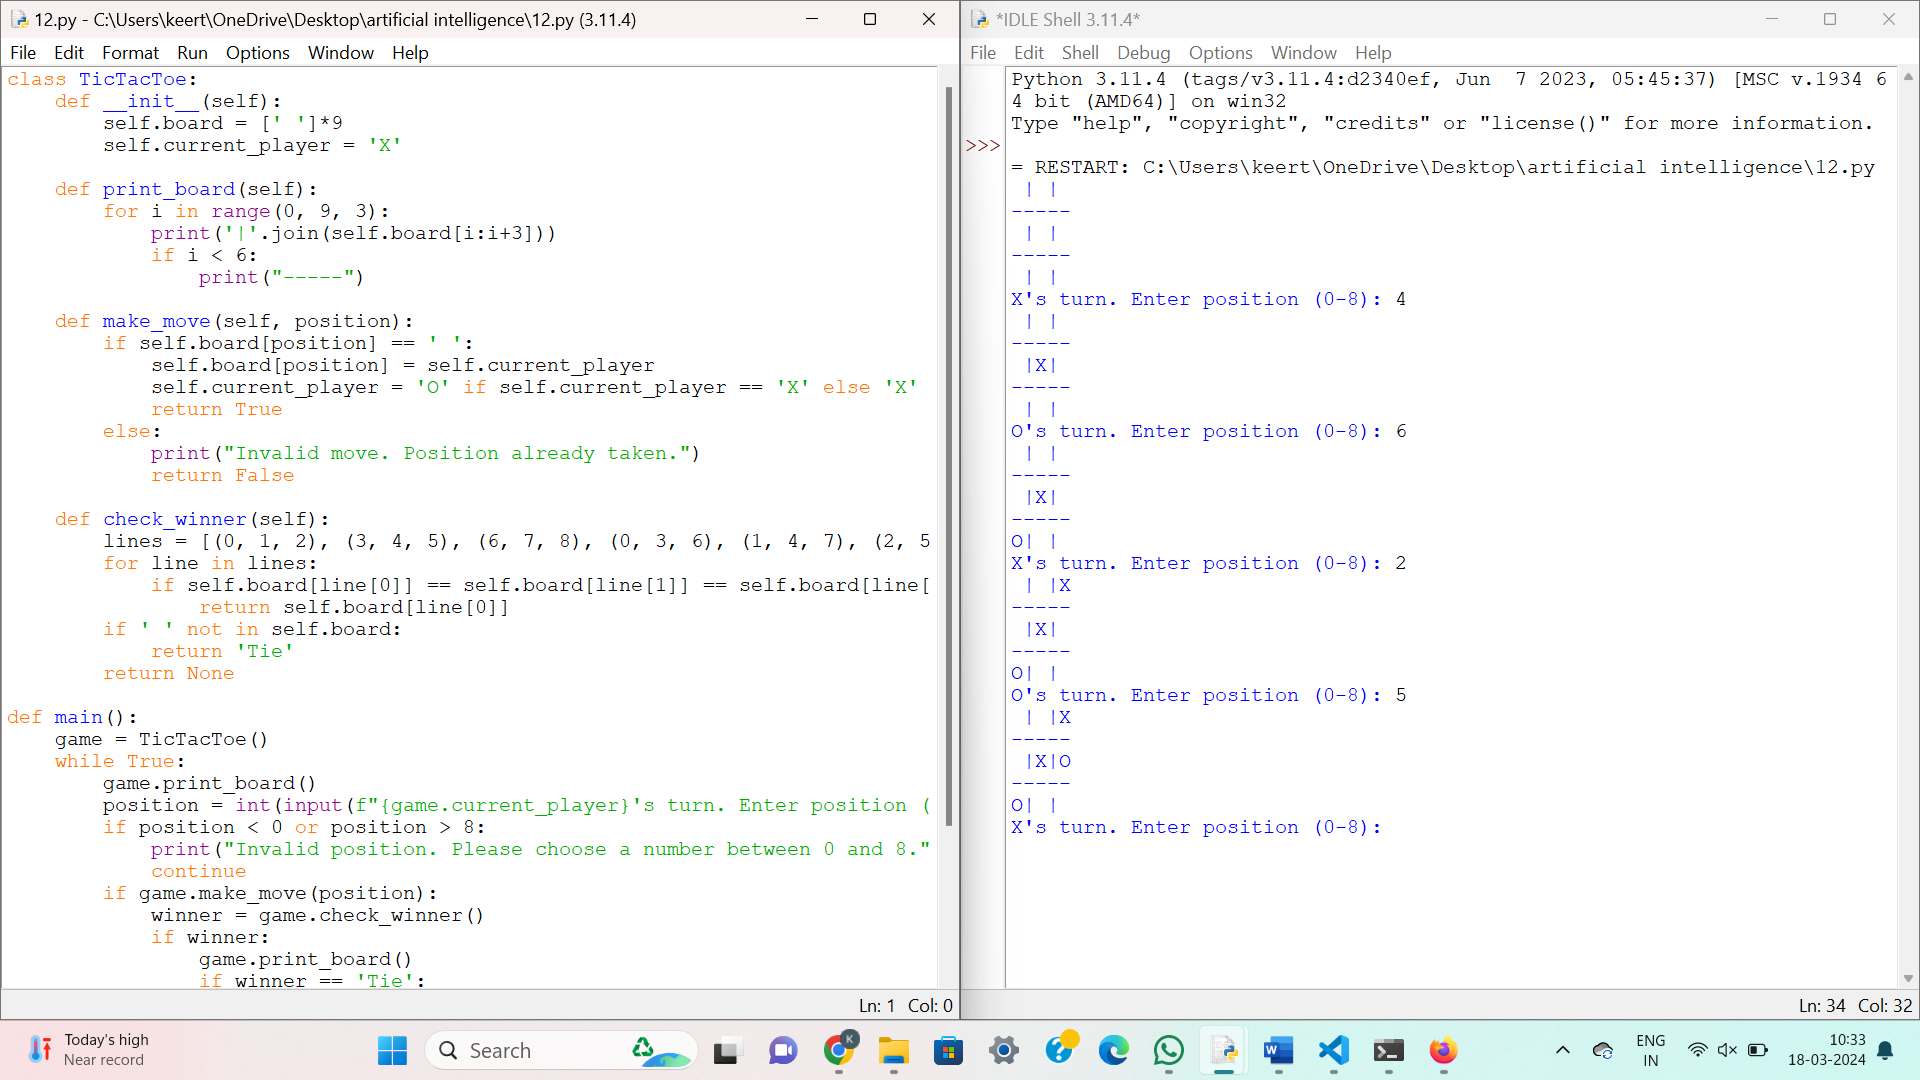 12.py - C:\Users\keert\OneDrive\Desktop\artificial intelligence\12.py (3.11.4)
File Edit Format Run Options Window Help
class TicTacToe:
    def __init__(self):
        self.board = [' ']*9
        self.current_player = 'X'
    def print_board(self):
        for i in range(0, 9, 3):
            print('|'.join(self.board[i:i+3]))
            if i < 6:
                print("-----")
    def make_move(self, position):
        if self.board[position] == ' ':
            self.board[position] = self.current_player
            self.current_player = 'O' if self.current_player == 'X' else 'X'
            return True
        else:
            print("Invalid move. Position already taken.")
            return False
    def check_winner(self):
        lines = [(0, 1, 2), (3, 4, 5), (6, 7, 8), (0, 3, 6), (1, 4, 7), (2, 5
        for line in lines:
            if self.board[line[0]] == self.board[line[1]] == self.board[line[
                return self.board[line[0]]
        if ' ' not in self.board:
            return 'Tie'
        return None
def main():
    game = TicTacToe()
    while True:
        game.print_board()
        position = int(input(f"{game.current_player}'s turn. Enter position (
        if position < 0 or position > 8:
            print("Invalid position. Please choose a number between 0 and 8."
            continue
        if game.make_move(position):
            winner = game.check_winner()
            if winner:
                game.print_board()
                if winner == 'Tie':
Ln: 1 Col: 0
*IDLE Shell 3.11.4*
File Edit Shell Debug Options Window Help
Python 3.11.4 (tags/v3.11.4:d2340ef, Jun  7 2023, 05:45:37) [MSC v.1934 6
4 bit (AMD64)] on win32
Type "help", "copyright", "credits" or "license()" for more information.
>>>
= RESTART: C:\Users\keert\OneDrive\Desktop\artificial intelligence\12.py
 | |
-----
 | |
-----
 | |
X's turn. Enter position (0-8): 4
 | |
-----
 |X|
-----
 | |
O's turn. Enter position (0-8): 6
 | |
-----
 |X|
-----
O| |
X's turn. Enter position (0-8): 2
 | |X
-----
 |X|
-----
O| |
O's turn. Enter position (0-8): 5
 | |X
-----
 |X|O
-----
O| |
X's turn. Enter position (0-8):
Ln: 34 Col: 32
Today's high
Near record
Search
K
ENG
IN
10:33
18-03-2024